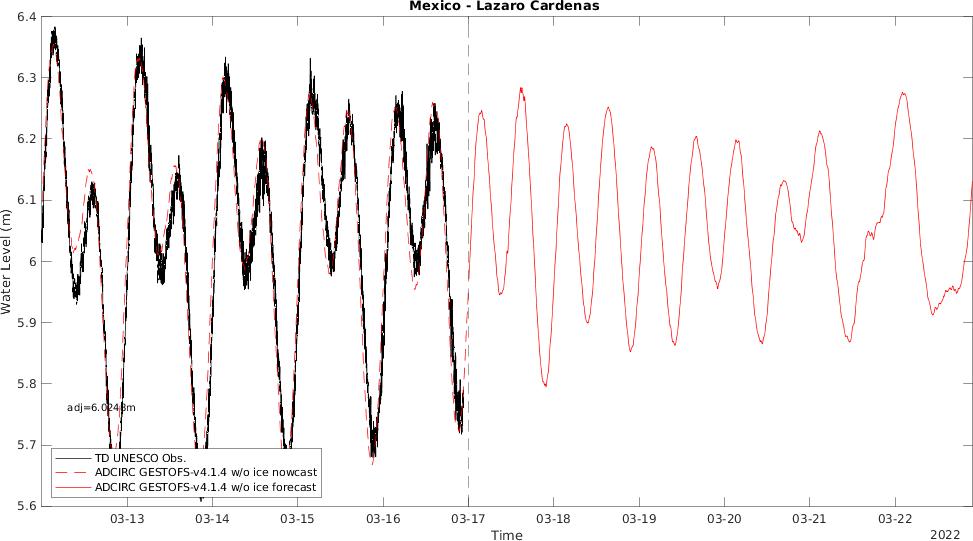 Mexico - Lazaro Cardenas
6.4
6.3
6.2
6.1
6
5.9
5.8
5.7
5.6
Water Level (m)
adj=6.0248m
TD UNESCO Obs.
ADCIRC GESTOFS-v4.1.4 w/o ice nowcast
ADCIRC GESTOFS-v4.1.4 w/o ice forecast
03-13 03-14 03-15 03-16 03-17 03-18 03-19 03-20 03-21 03-22
Time
2022